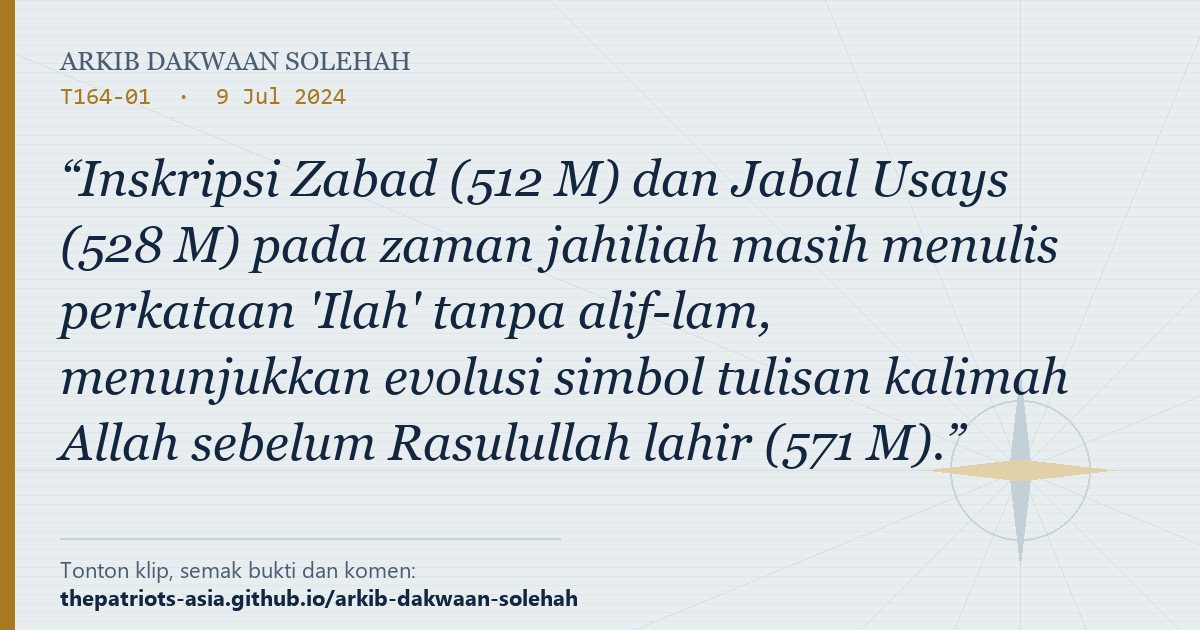 ARKIB DAKWAAN SOLEHAH
T164-01 · 9 Jul 2024
“Inskripsi Zabad (512 M) dan Jabal Usays
(528 M) pada zaman jahiliah masih menulis
perkataan 'Ilah' tanpa alif-lam,
menunjukkan evolusi simbol tulisan kalimah
Allah sebelum Rasulullah lahir (571 M).”
Tonton klip, semak bukti dan komen:
thepatriots-asia.github.io/arkib-dakwaan-solehah